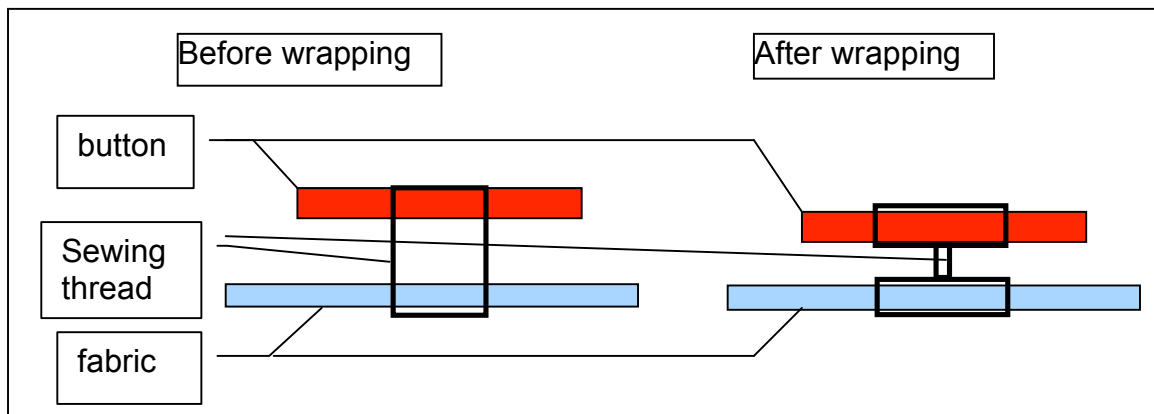 Before wrapping
After wrapping
button
Sewing
thread
fabric